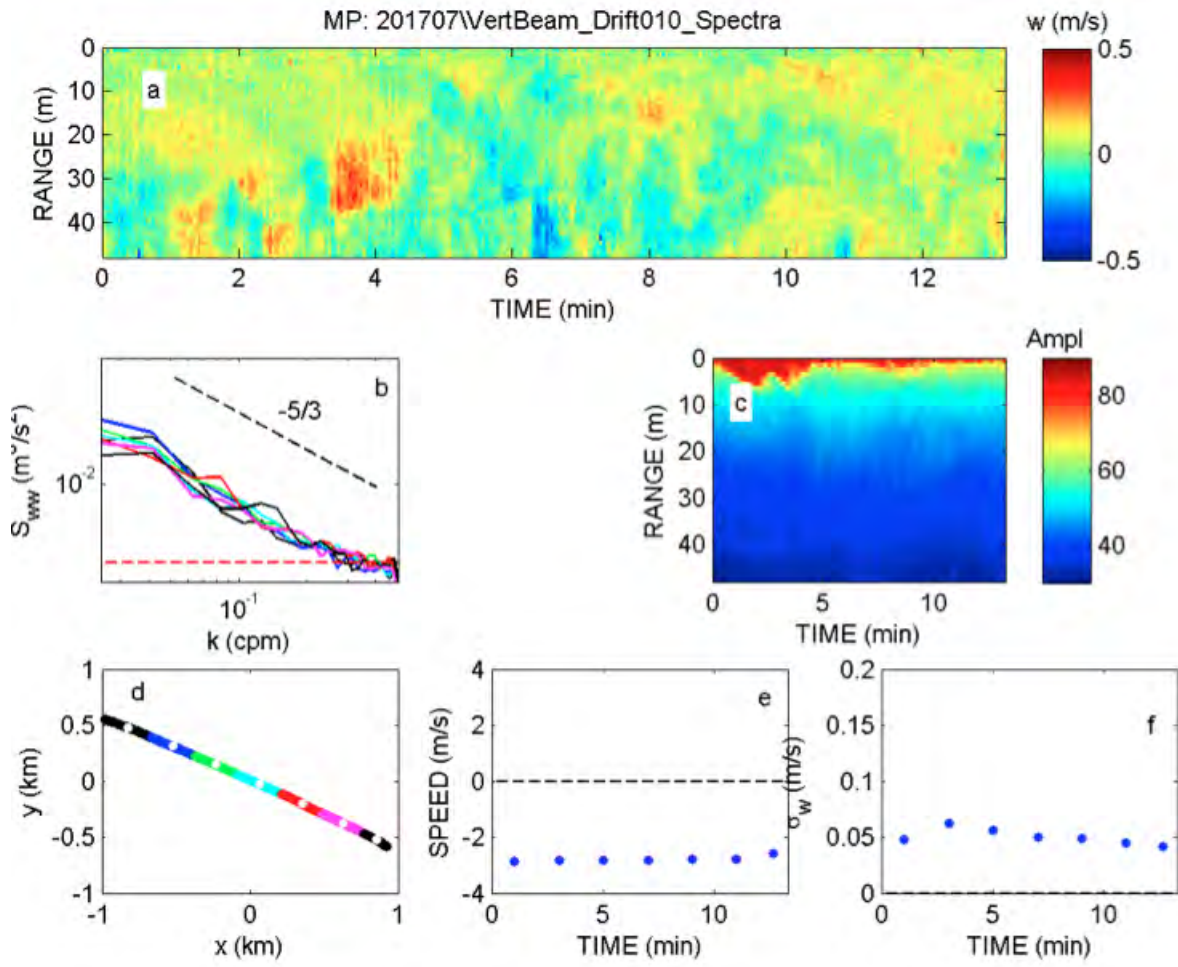 MP: 201707\VertBeam_Drift010_Spectra
w (m/s)
a
RANGE (m)
0
10
20
30
40
0 2 4 6 8 10 12
TIME (min)
0.5
0
-0.5
b
-5/3
S_ww (m³/s⁻²)
10⁻²
10⁻¹
k (cpm)
Ampl
c
RANGE (m)
0
10
20
30
40
0 5 10
TIME (min)
80
60
40
d
y (km)
1
0.5
0
-0.5
-1
-1 0 1
x (km)
e
SPEED (m/s)
4
2
0
-2
-4
0 5 10
TIME (min)
f
(m/s)
0.2
0.15
0.1
0.05
0
0 5 10
TIME (min)